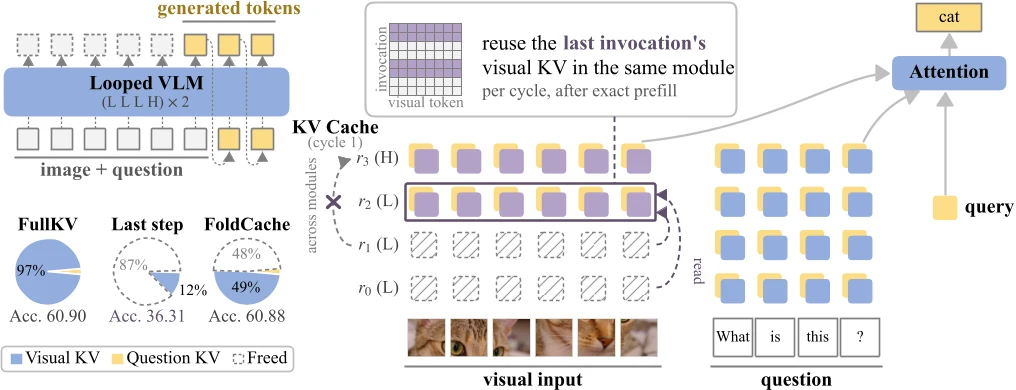 generated tokens
Looped VLM
(L L L H) × 2
image + question
FullKV
Last step
FoldCache
97%
87%
12%
48%
49%
Acc. 60.90
Acc. 36.31
Acc. 60.88
Visual KV
Question KV
Freed
invocation
visual token
reuse the last invocation's
visual KV in the same module
per cycle, after exact prefill
KV Cache
(cycle 1)
across modules
r3 (H)
r2 (L)
r1 (L)
r0 (L)
read
visual input
What
is
this
?
question
cat
Attention
query